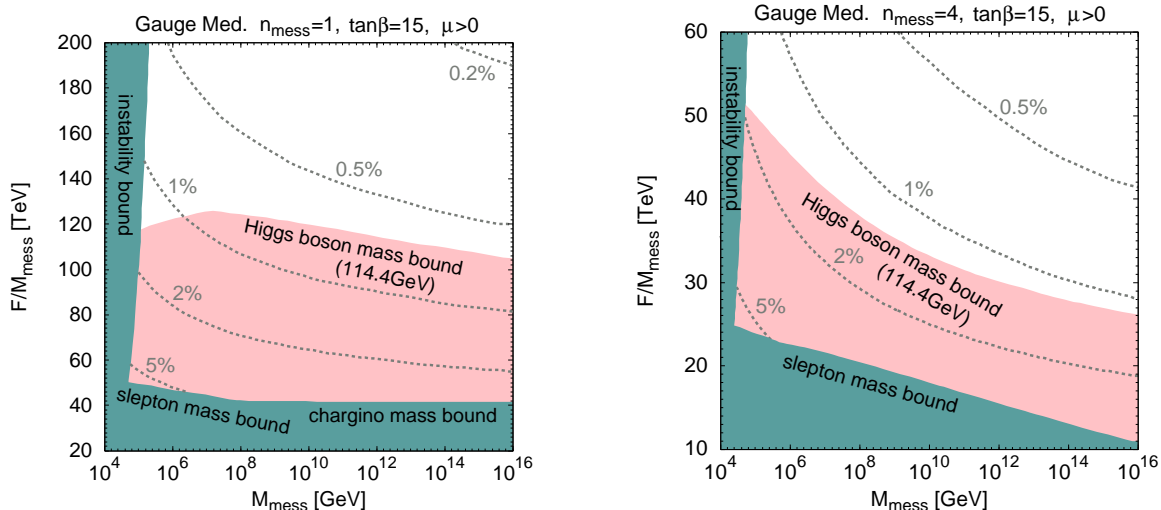 Gauge Med. n_mess=1, tanβ=15, μ>0
200
180
160
140
120
100
80
60
40
20
F/M_mess [TeV]
instability bound
0.2%
0.5%
1%
Higgs boson mass bound
(114.4GeV)
2%
5%
slepton mass bound
chargino mass bound
10^4 10^6 10^8 10^10 10^12 10^14 10^16
M_mess [GeV]
Gauge Med. n_mess=4, tanβ=15, μ>0
60
50
40
30
20
10
F/M_mess [TeV]
instability bound
0.5%
1%
Higgs boson mass bound
(114.4GeV)
2%
5%
slepton mass bound
10^4 10^6 10^8 10^10 10^12 10^14 10^16
M_mess [GeV]